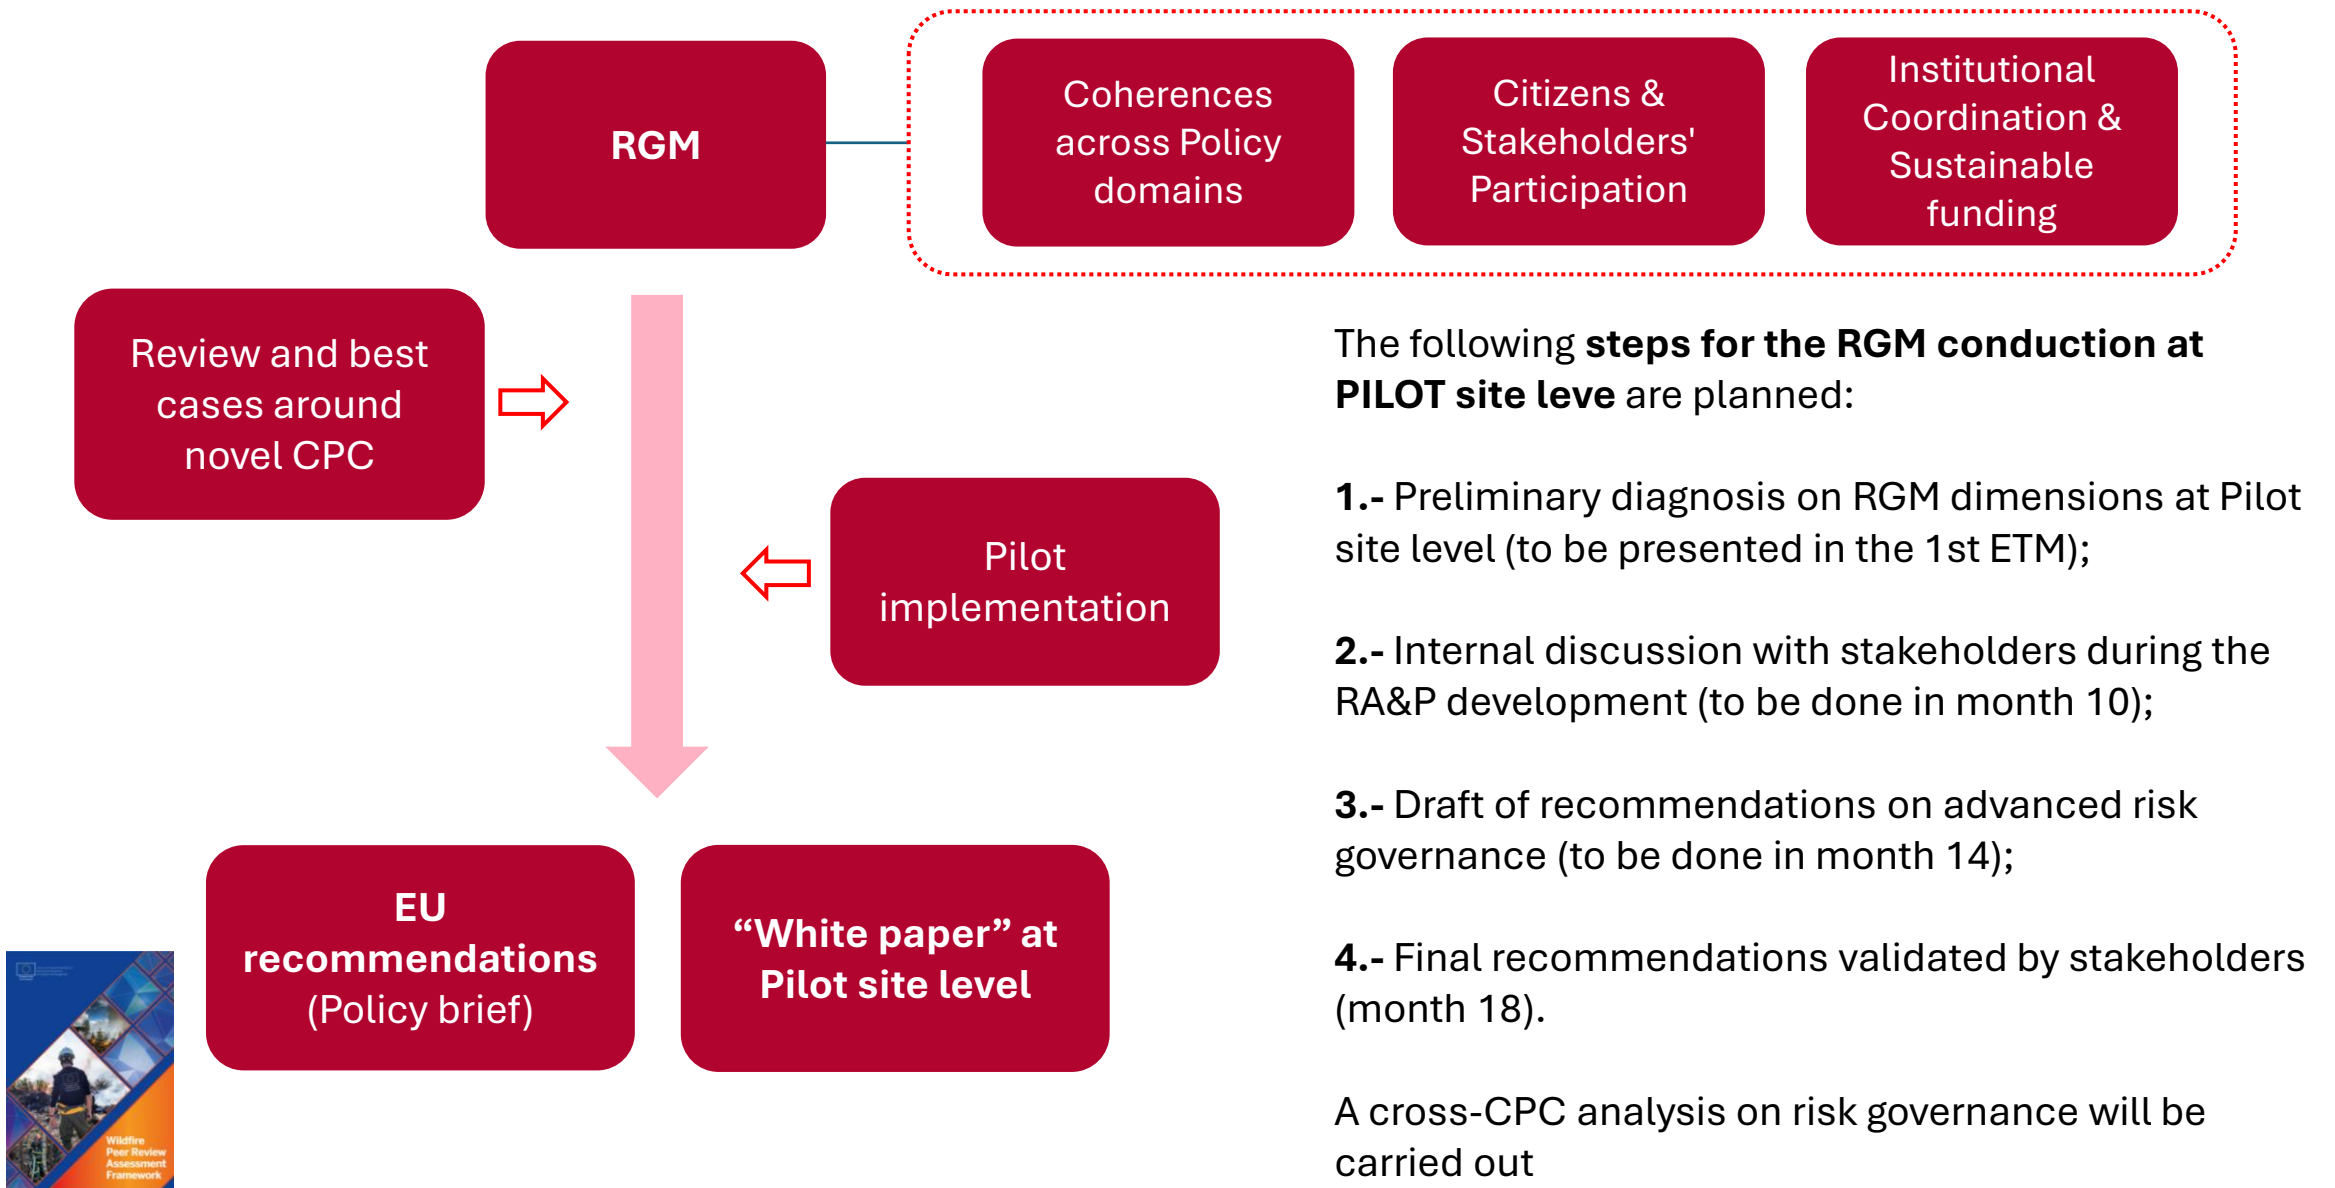 RGM
Coherences
across Policy
domains
Citizens &
Stakeholders'
Participation
Institutional
Coordination &
Sustainable
funding
Review and best
cases around
novel CPC
Pilot
implementation
EU
recommendations
(Policy brief)
“White paper” at
Pilot site level
Wildfire
Peer Review
Assessment
Framework
The following steps for the RGM conduction at
PILOT site leve are planned:
1.- Preliminary diagnosis on RGM dimensions at Pilot
site level (to be presented in the 1st ETM);
2.- Internal discussion with stakeholders during the
RA&P development (to be done in month 10);
3.- Draft of recommendations on advanced risk
governance (to be done in month 14);
4.- Final recommendations validated by stakeholders
(month 18).
A cross-CPC analysis on risk governance will be
carried out